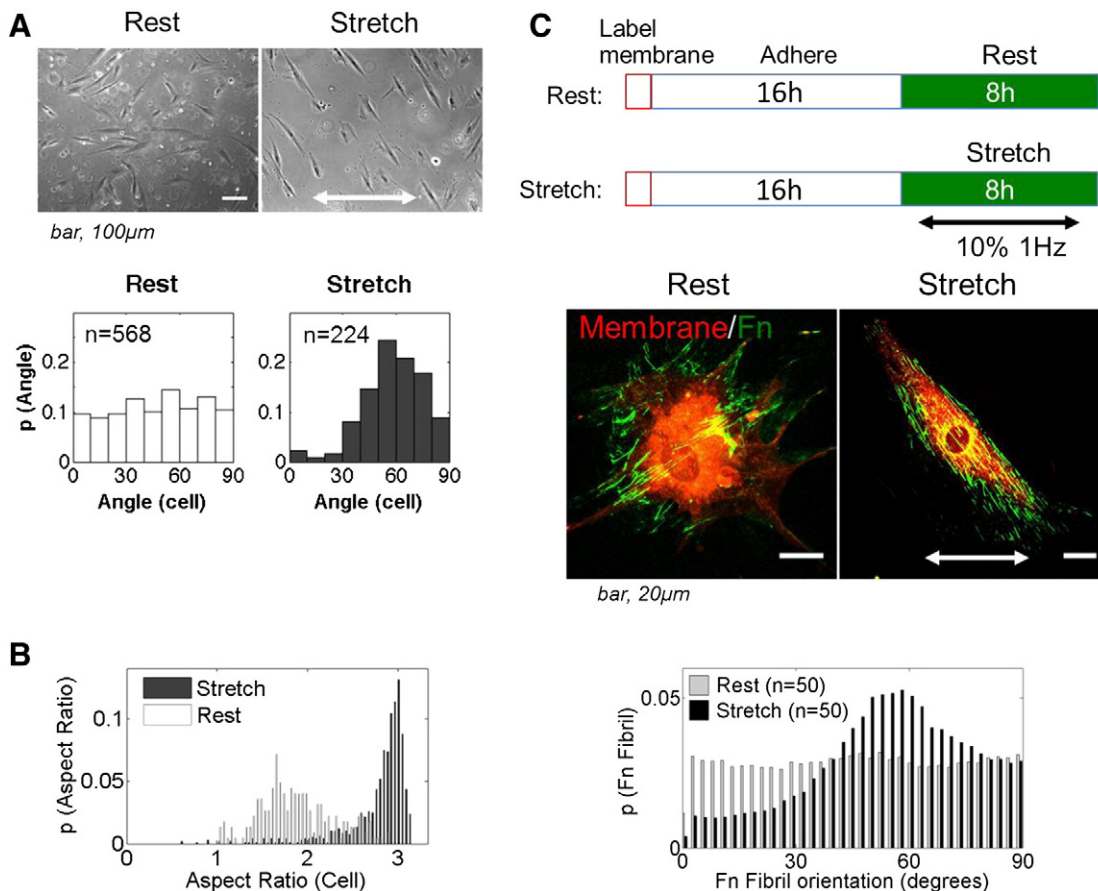 A
Rest
Stretch
bar, 100µm
Rest
Stretch
n=568
n=224
p (Angle)
0.2
0.1
0
0.2
0.1
0
0 30 60 90
0 30 60 90
Angle (cell)
Angle (cell)
B
Stretch
Rest
p (Aspect Ratio)
0.1
0.05
0
0 1 2 3
Aspect Ratio (Cell)
C
Label
membrane
Adhere
Rest
Rest:
16h
8h
Stretch
Stretch:
16h
8h
10% 1Hz
Rest
Stretch
Membrane/Fn
bar, 20µm
Rest (n=50)
Stretch (n=50)
p (Fn Fibril)
0.05
0
0 30 60 90
Fn Fibril orientation (degrees)